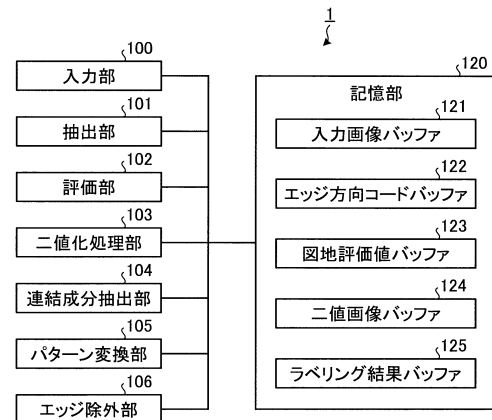 1
100
入力部
101
抽出部
102
評価部
103
二値化処理部
104
連結成分抽出部
105
パターン変換部
106
エッジ除外部
120
記憶部
121
入力画像バッファ
122
エッジ方向コードバッファ
123
図地評価値バッファ
124
二値画像バッファ
125
ラベリング結果バッファ